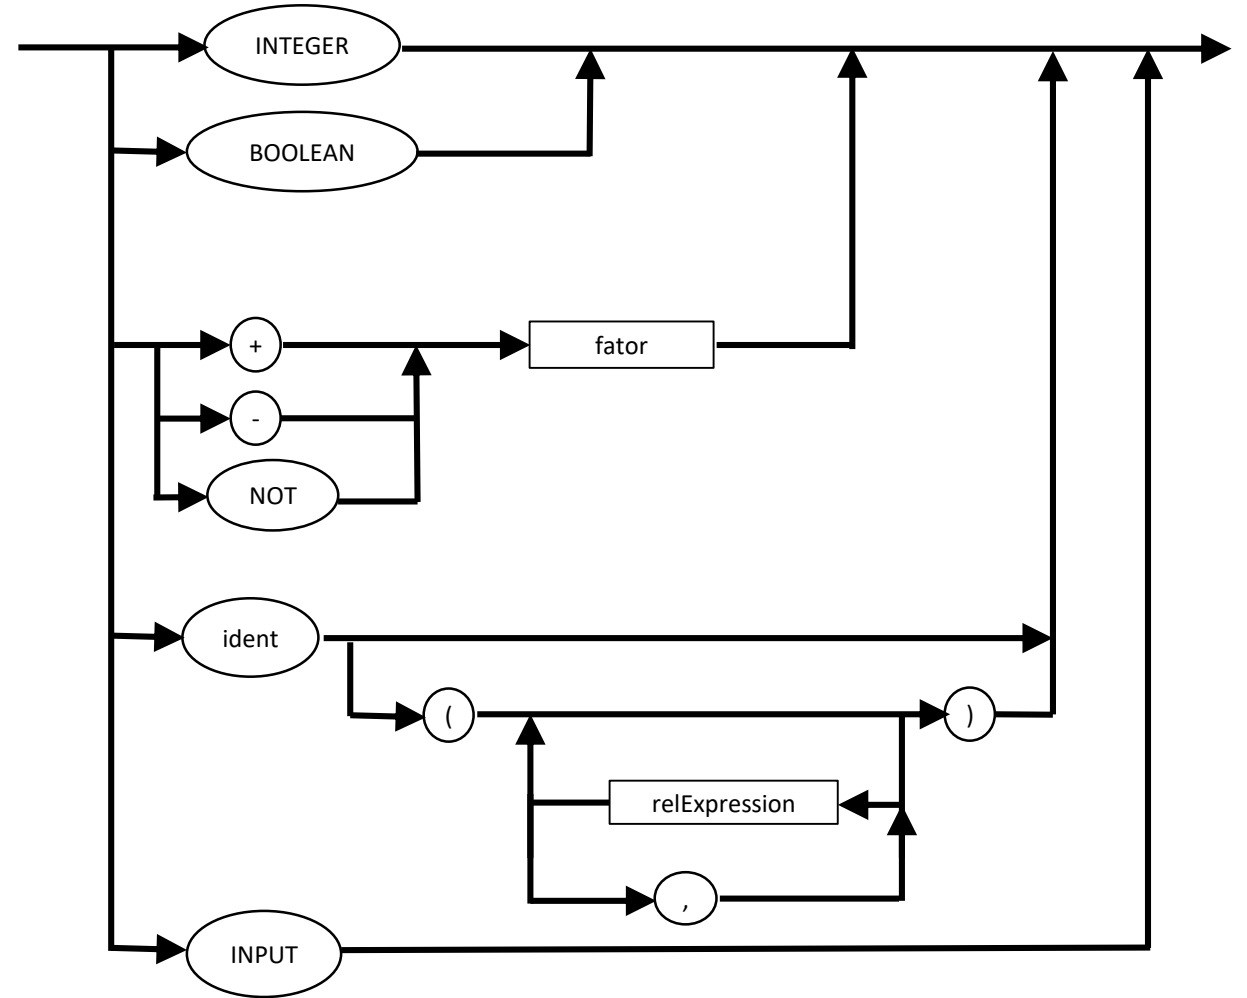 INTEGER
BOOLEAN
+
fator
-
NOT
ident
(
)
relExpression
,
INPUT